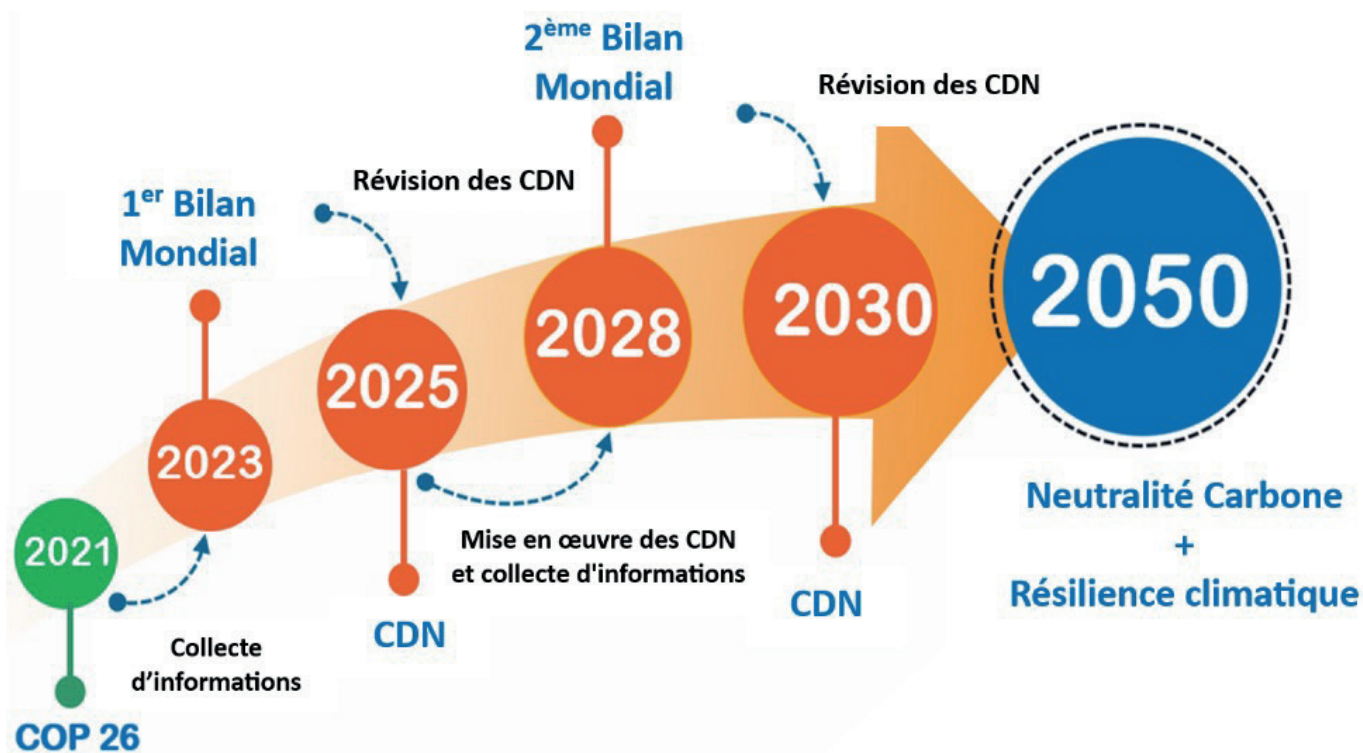 2ème Bilan
Mondial
Révision des CDN
Révision des CDN
1er Bilan
Mondial
2021
2023
2025
2028
2030
2050
Mise en œuvre des CDN
et collecte d'informations
CDN
CDN
Collecte
d’informations
COP 26
Neutralité Carbone
+
Résilience climatique